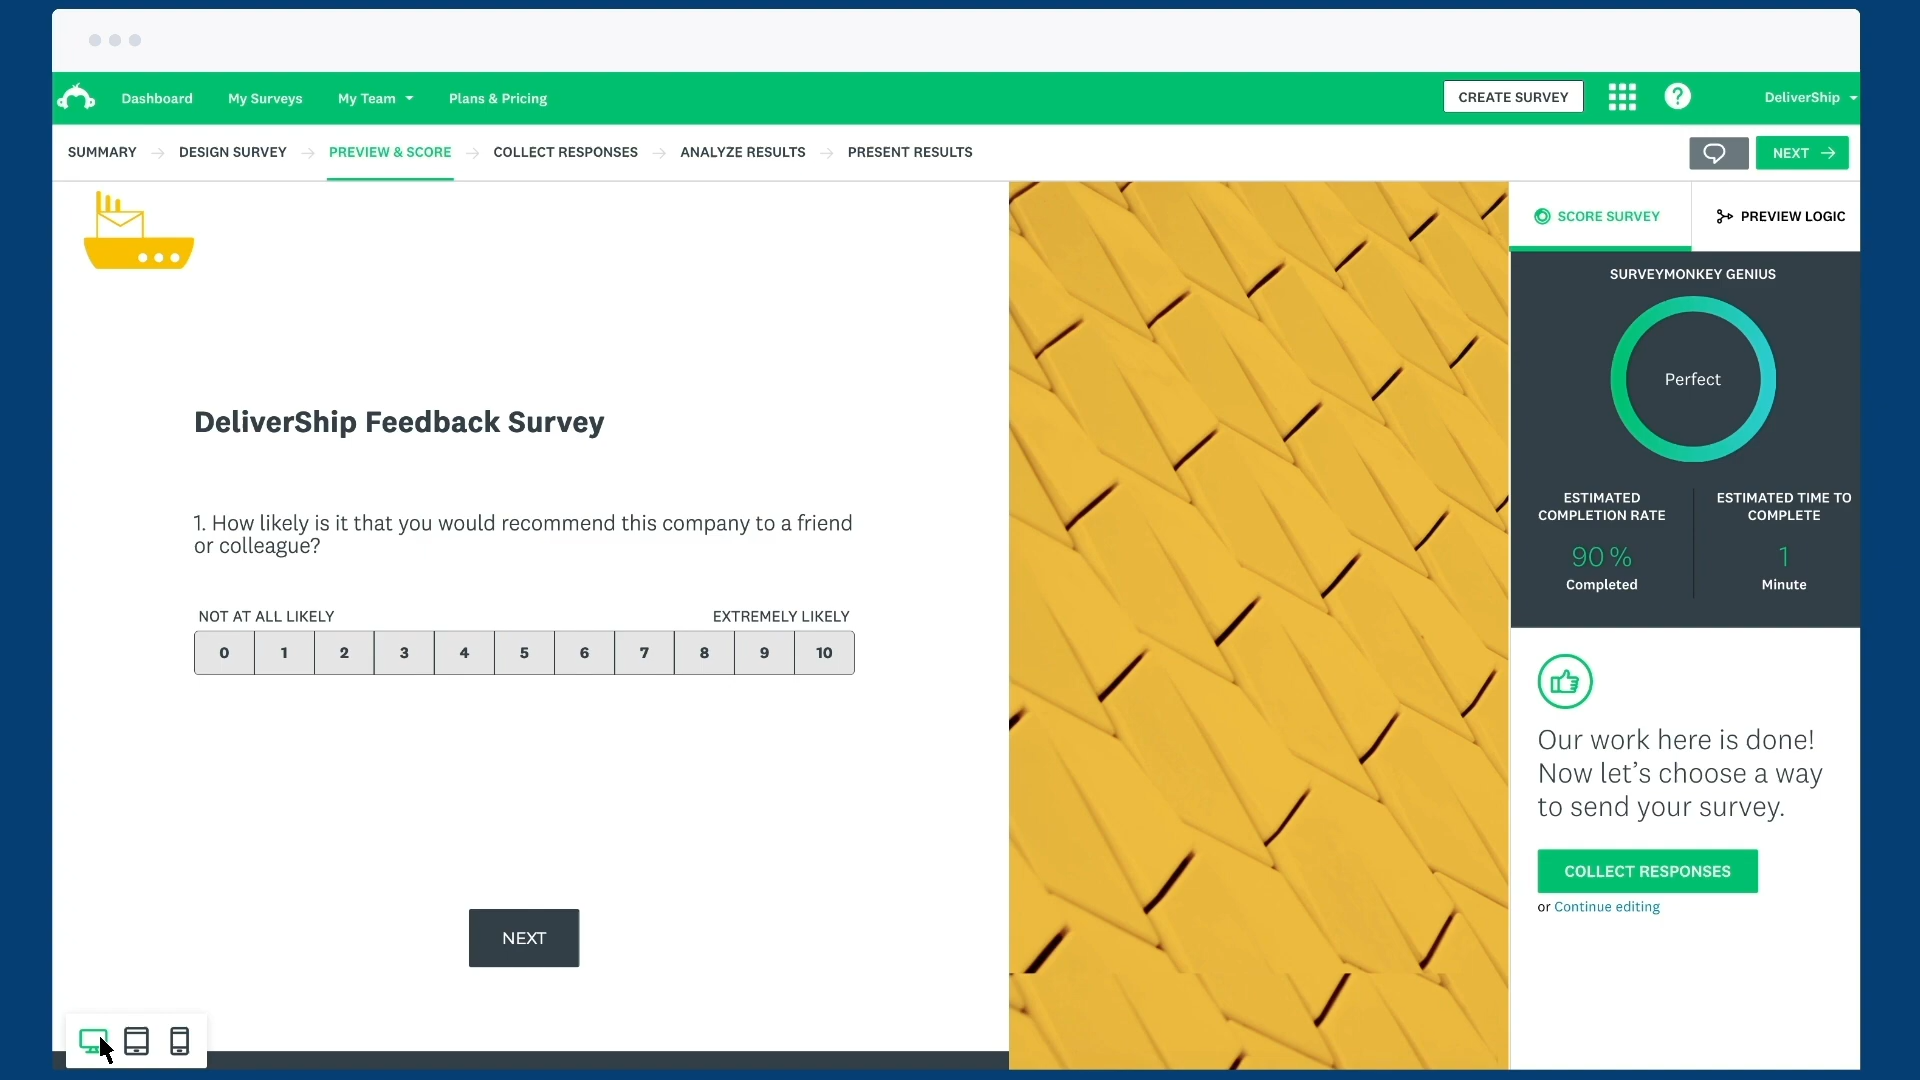 Dashboard My Surveys My Team Plans & Pricing CREATE SURVEY ? DeliverShip
SUMMARY DESIGN SURVEY PREVIEW & SCORE COLLECT RESPONSES ANALYZE RESULTS PRESENT RESULTS NEXT
SCORE SURVEY PREVIEW LOGIC
SURVEYMONKEY GENIUS
Perfect
ESTIMATED
COMPLETION RATE
90 %
Completed
ESTIMATED TIME TO
COMPLETE
1
Minute
DeliverShip Feedback Survey
1. How likely is it that you would recommend this company to a friend
or colleague?
NOT AT ALL LIKELY EXTREMELY LIKELY
0 1 2 3 4 5 6 7 8 9 10
NEXT
Our work here is done!
Now let’s choose a way
to send your survey.
COLLECT RESPONSES
or Continue editing